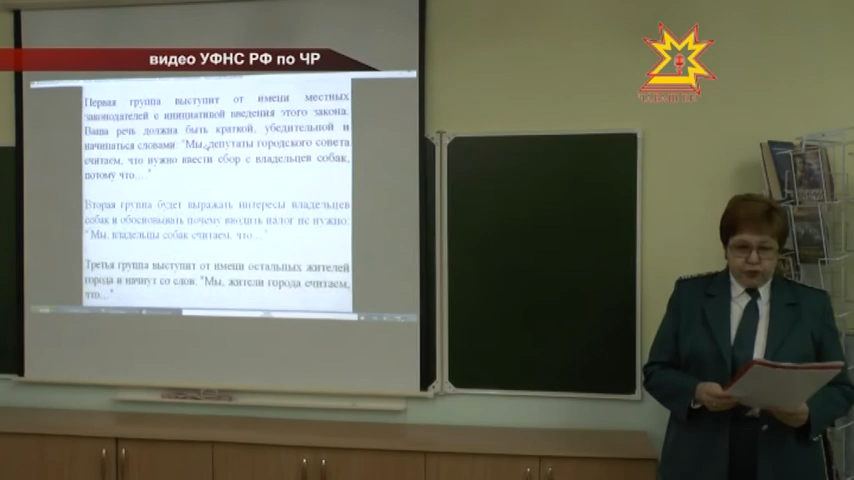 видео УФНС РФ по ЧР
Первая группа выступит от имени местных
законодателей с инициативой введения этого закона.
Ваша речь должна быть краткой, убедительной и
начинаться словами: "Мы, депутаты городского совета
считаем, что нужно ввести сбор с владельцев собак,
потому что...."
Вторая группа будет выражать интересы владельцев
собак и обосновывать почему вводить налог не нужно:
"Мы, владельцы собак считаем, что..."
Третья группа выступит от имени остальных жителей
города и начнут со слов: "Мы, жители города считаем,
что..."